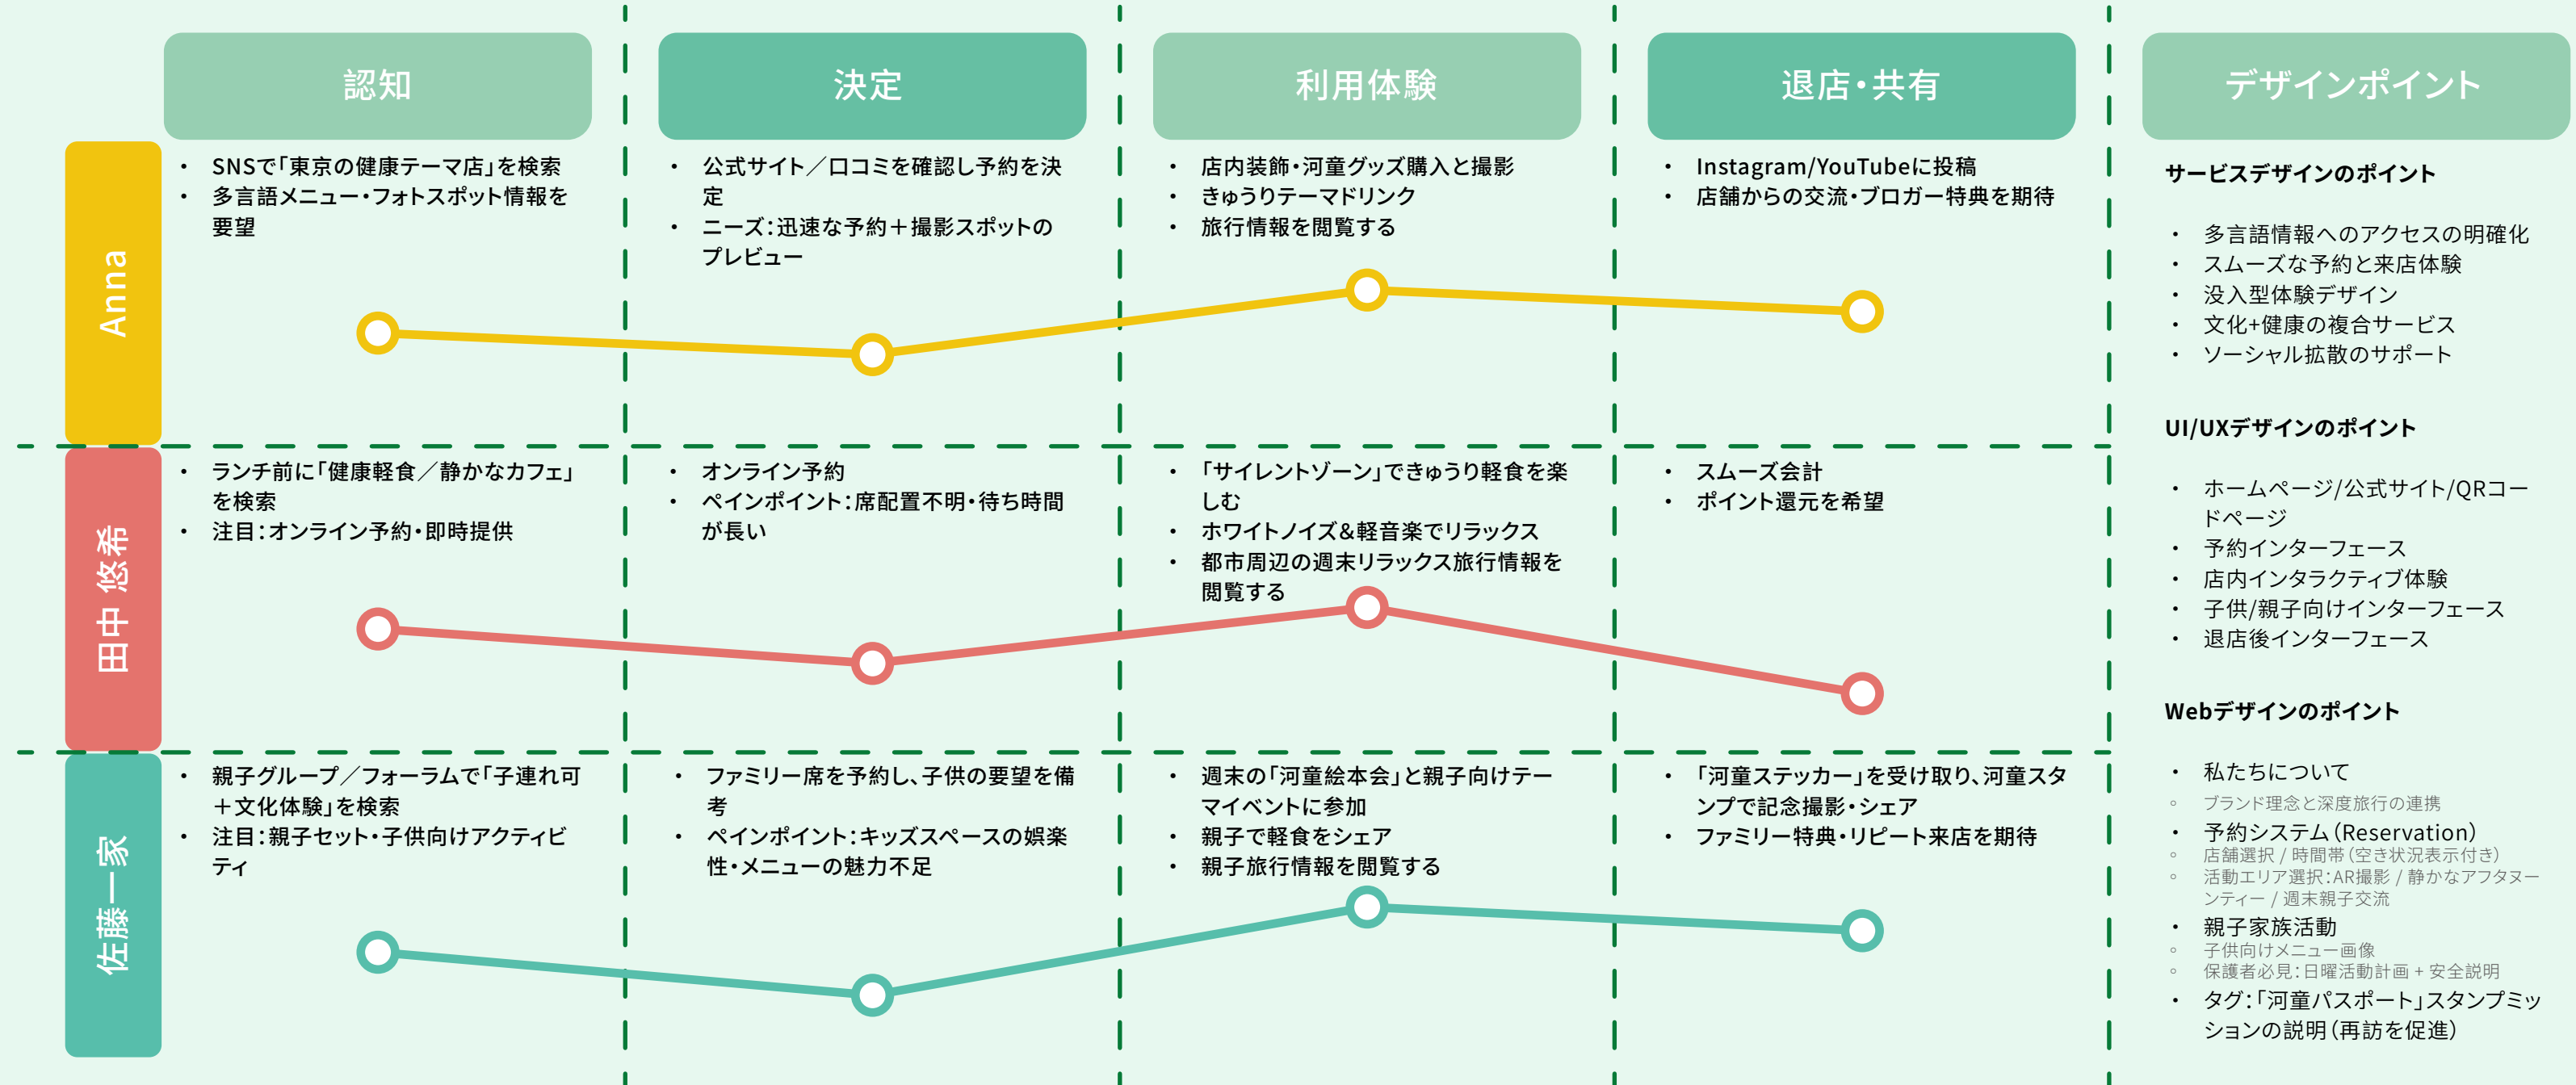 認知
決定
利用体験
退店・共有
デザインポイント
Anna
・ SNSで「東京の健康テーマ店」を検索
・ 多言語メニュー・フォトスポット情報を
要望
・ 公式サイト／口コミを確認し予約を決
定
・ ニーズ：迅速な予約＋撮影スポットの
プレビュー
・ 店内装飾・河童グッズ購入と撮影
・ きゅうりテーマドリンク
・ 旅行情報を閲覧する
・ Instagram/YouTubeに投稿
・ 店舗からの交流・ブロガー特典を期待
田中 悠希
・ ランチ前に「健康軽食／静かなカフェ」
を検索
・ 注目：オンライン予約・即時提供
・ オンライン予約
・ ペインポイント：席配置不明・待ち時間
が長い
・ 「サイレントゾーン」できゅうり軽食を楽
しむ
・ ホワイトノイズ&軽音楽でリラックス
・ 都市周辺の週末リラックス旅行情報を
閲覧する
・ スムーズ会計
・ ポイント還元を希望
佐藤一家
・ 親子グループ／フォーラムで「子連れ可
＋文化体験」を検索
・ 注目：親子セット・子供向けアクティビ
ティ
・ ファミリー席を予約し、子供の要望を備
考
・ ペインポイント：キッズスペースの娯楽
性・メニューの魅力不足
・ 週末の「河童絵本会」と親子向けテー
マイベントに参加
・ 親子で軽食をシェア
・ 親子旅行情報を閲覧する
・ 「河童ステッカー」を受け取り、河童スタ
ンプで記念撮影・シェア
・ ファミリー特典・リピート来店を期待
サービスデザインのポイント
・ 多言語情報へのアクセスの明確化
・ スムーズな予約と来店体験
・ 没入型体験デザイン
・ 文化+健康の複合サービス
・ ソーシャル拡散のサポート
UI/UXデザインのポイント
・ ホームページ/公式サイト/QRコー
ドページ
・ 予約インターフェース
・ 店内インタラクティブ体験
・ 子供/親子向けインターフェース
・ 退店後インターフェース
Webデザインのポイント
・ 私たちについて
◦ ブランド理念と深度旅行の連携
・ 予約システム（Reservation）
◦ 店舗選択 / 時間帯（空き状況表示付き）
◦ 活動エリア選択：AR撮影 / 静かなアフタヌー
ンティー / 週末親子交流
・ 親子家族活動
◦ 子供向けメニュー画像
◦ 保護者必見：日曜活動計画 + 安全説明
・ タグ：「河童パスポート」スタンプミッ
ションの説明（再訪を促進）